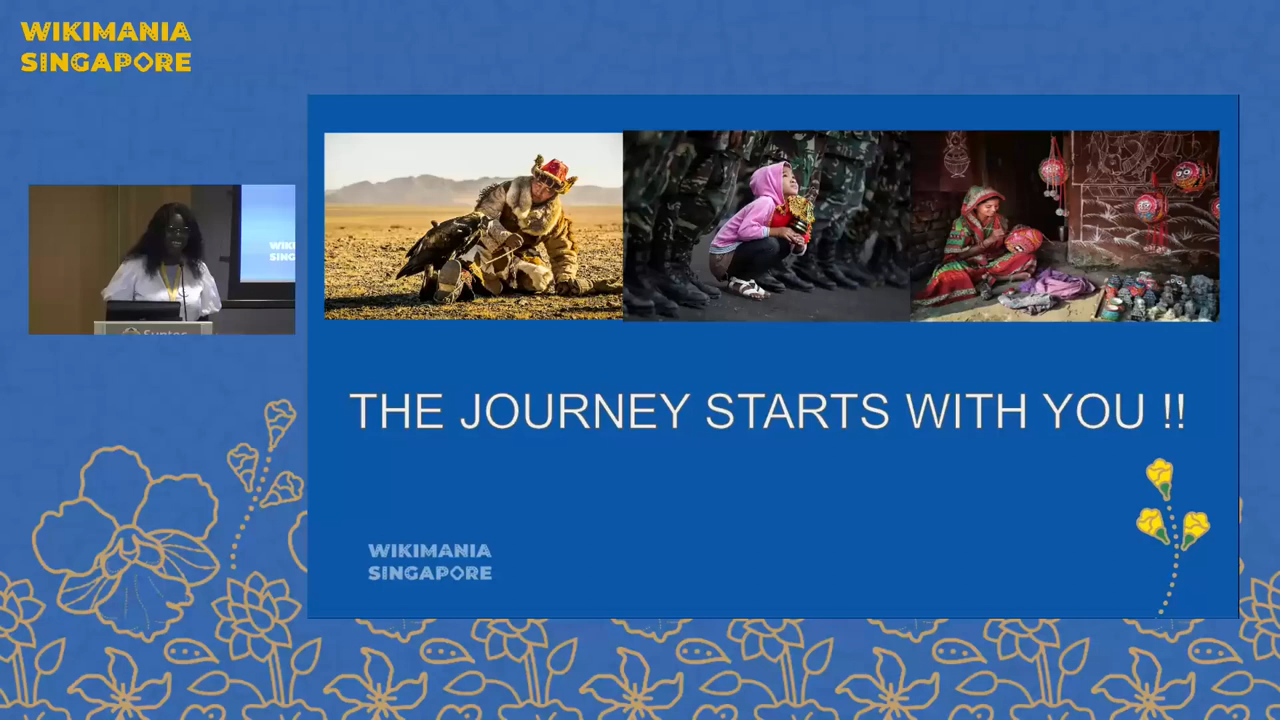 WIKIMANIA
SINGAPORE
THE JOURNEY STARTS WITH YOU !!
WIKIMANIA
SINGAPORE